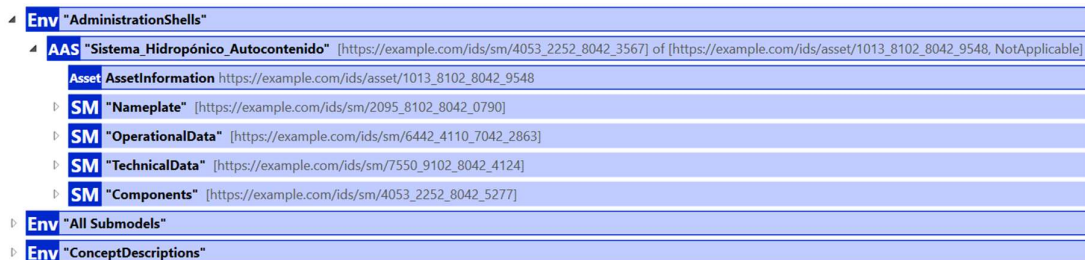 Env "AdministrationShells"
AAS "Sistema_Hidropónico_Autocontenido" [https://example.com/ids/sm/4053_2252_8042_3567] of [https://example.com/ids/asset/1013_8102_8042_9548, NotApplicable]
Asset AssetInformation https://example.com/ids/asset/1013_8102_8042_9548
SM "Nameplate" [https://example.com/ids/sm/2095_8102_8042_0790]
SM "OperationalData" [https://example.com/ids/sm/6442_4110_7042_2863]
SM "TechnicalData" [https://example.com/ids/sm/7550_9102_8042_4124]
SM "Components" [https://example.com/ids/sm/4053_2252_8042_5277]
Env "All Submodels"
Env "ConceptDescriptions"